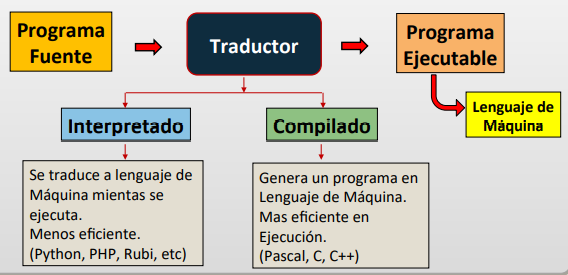 Programa
Fuente
Traductor
Programa
Ejecutable
Lenguaje de
Máquina
Interpretado
Compilado
Se traduce a lenguaje de
Máquina mientas se
ejecuta.
Menos eficiente.
(Python, PHP, Rubi, etc)
Genera un programa en
Lenguaje de Máquina.
Mas eficiente en
Ejecución.
(Pascal, C, C++)